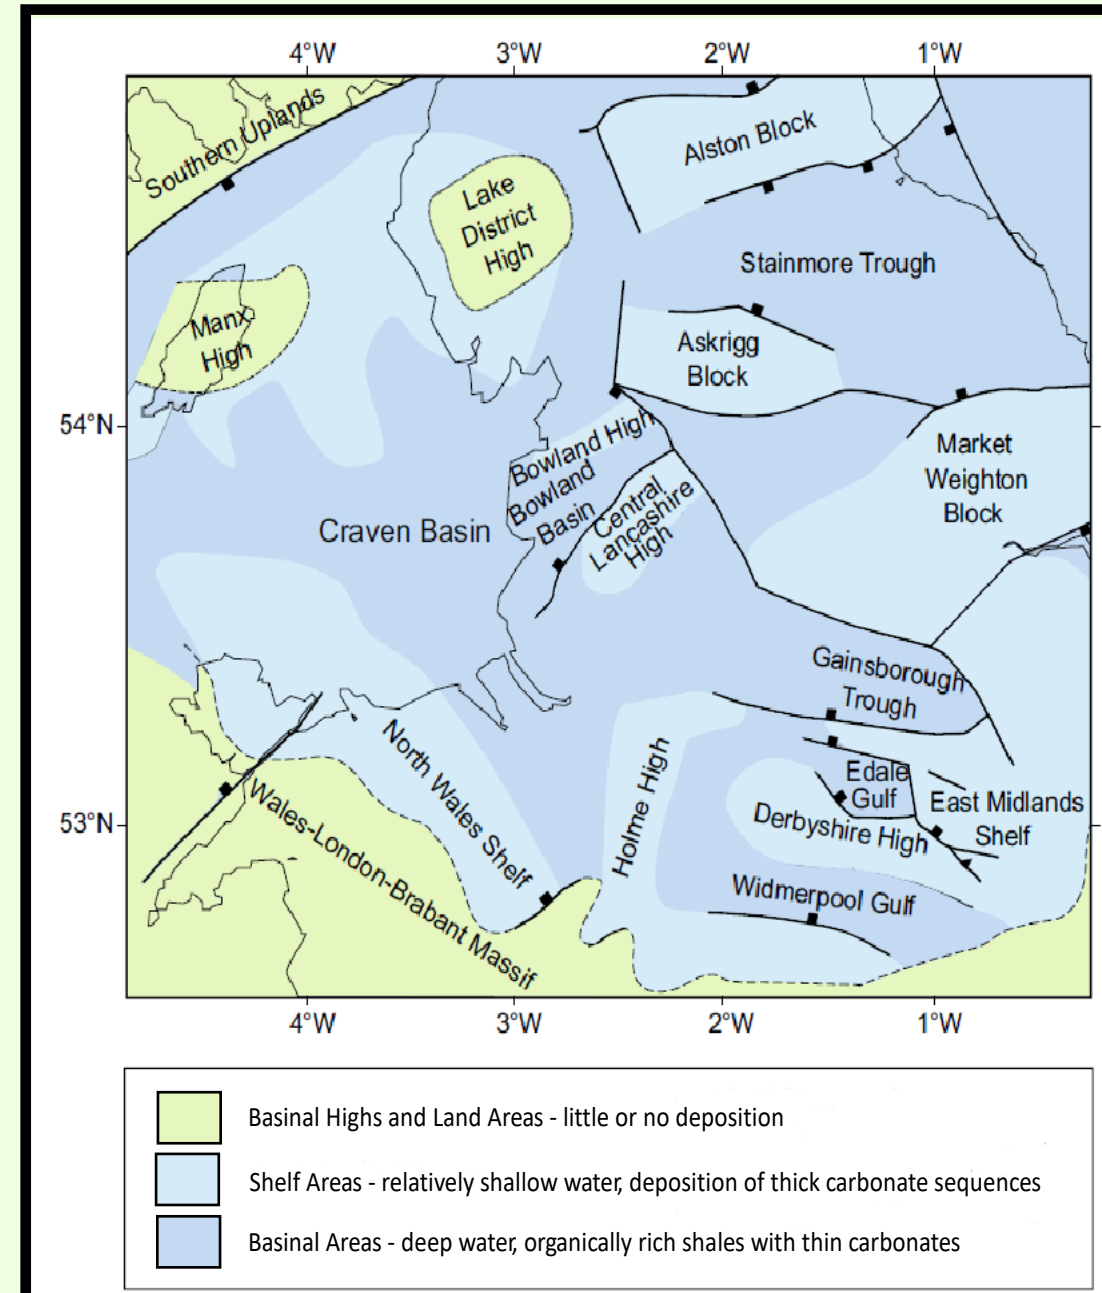 4°W 3°W 2°W 1°W
Southern Uplands
Alston Block
Lake
District
High
Stainmore Trough
Manx
High
Askrigg
Block
54°N
Bowland High
Bowland
Basin
Central
Lancashire
High
Market
Weighton
Block
Craven Basin
Gainsborough
Trough
North Wales Shelf
Holme High
Edale
Gulf
53°N
East Midlands
Shelf
Derbyshire High
Wales-London-Brabant Massif
Widmerpool Gulf
4°W 3°W 2°W 1°W
Basinal Highs and Land Areas - little or no deposition
Shelf Areas - relatively shallow water, deposition of thick carbonate sequences
Basinal Areas - deep water, organically rich shales with thin carbonates